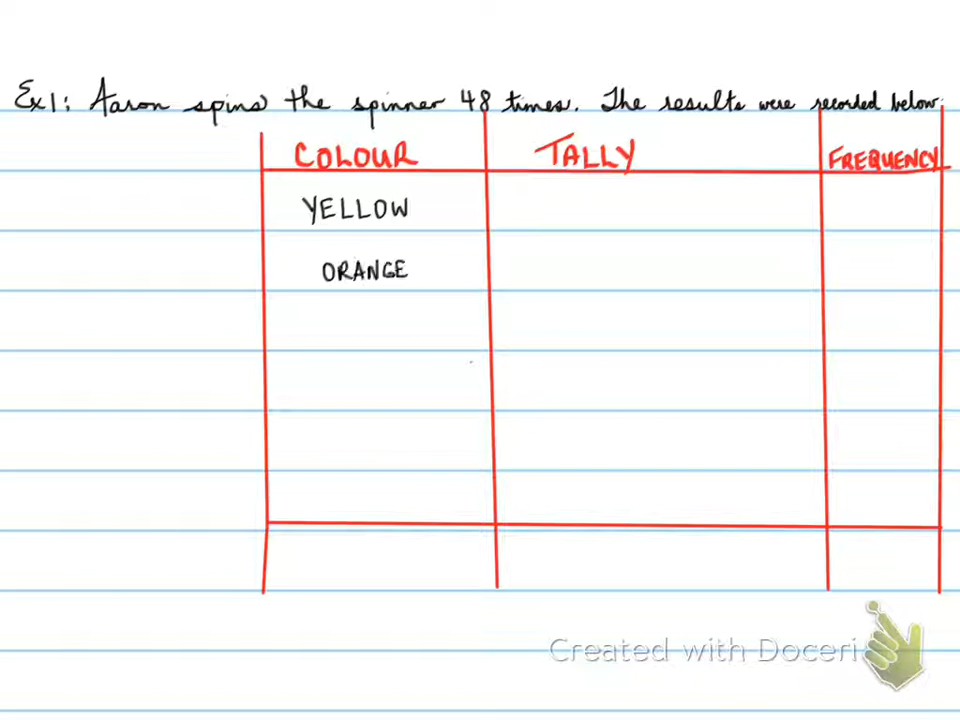 Ex1: Aaron spins the spinner 48 times. The results were recorded below.
COLOUR TALLY FREQUENCY
YELLOW
ORANGE
Created with Doceri